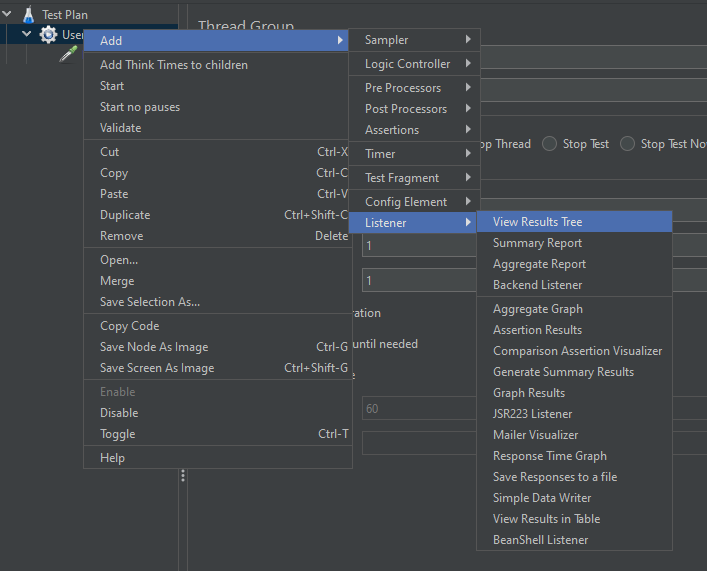 Test Plan
User
Thread Group
Add
Add Think Times to children
Start
Start no pauses
Validate
Cut Ctrl-X
Copy Ctrl-C
Paste Ctrl-V
Duplicate Ctrl+Shift-C
Remove Delete
Open...
Merge
Save Selection As...
Copy Code
Save Node As Image Ctrl-G
Save Screen As Image Ctrl+Shift-G
Enable
Disable
Toggle Ctrl-T
Help
Sampler
Logic Controller
Pre Processors
Post Processors
Assertions
Timer
Test Fragment
Config Element
Listener
op Thread Stop Test Stop Test Now
1
1
ration
until needed
e
60
View Results Tree
Summary Report
Aggregate Report
Backend Listener
Aggregate Graph
Assertion Results
Comparison Assertion Visualizer
Generate Summary Results
Graph Results
JSR223 Listener
Mailer Visualizer
Response Time Graph
Save Responses to a file
Simple Data Writer
View Results in Table
BeanShell Listener